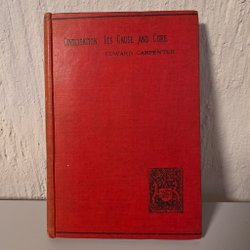 CIVILISATION: ITS CAUSE AND CURE
EDWARD CARPENTER